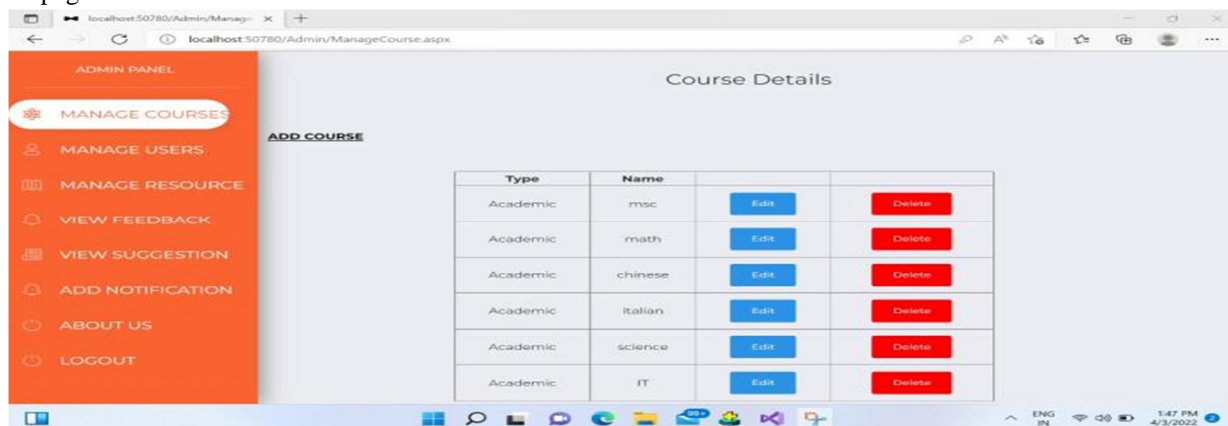 localhost:50780/Admin/Manag
localhost:50780/Admin/ManageCourse.aspx
ADMIN PANEL
MANAGE COURSES
MANAGE USERS
MANAGE RESOURCE
VIEW FEEDBACK
VIEW SUGGESTION
ADD NOTIFICATION
ABOUT US
LOGOUT
Course Details
ADD COURSE
Type Name
Academic msc Edit Delete
Academic math Edit Delete
Academic chinese Edit Delete
Academic italian Edit Delete
Academic science Edit Delete
Academic IT Edit Delete
99+
ENG
IN
1:47 PM
4/3/2022
2